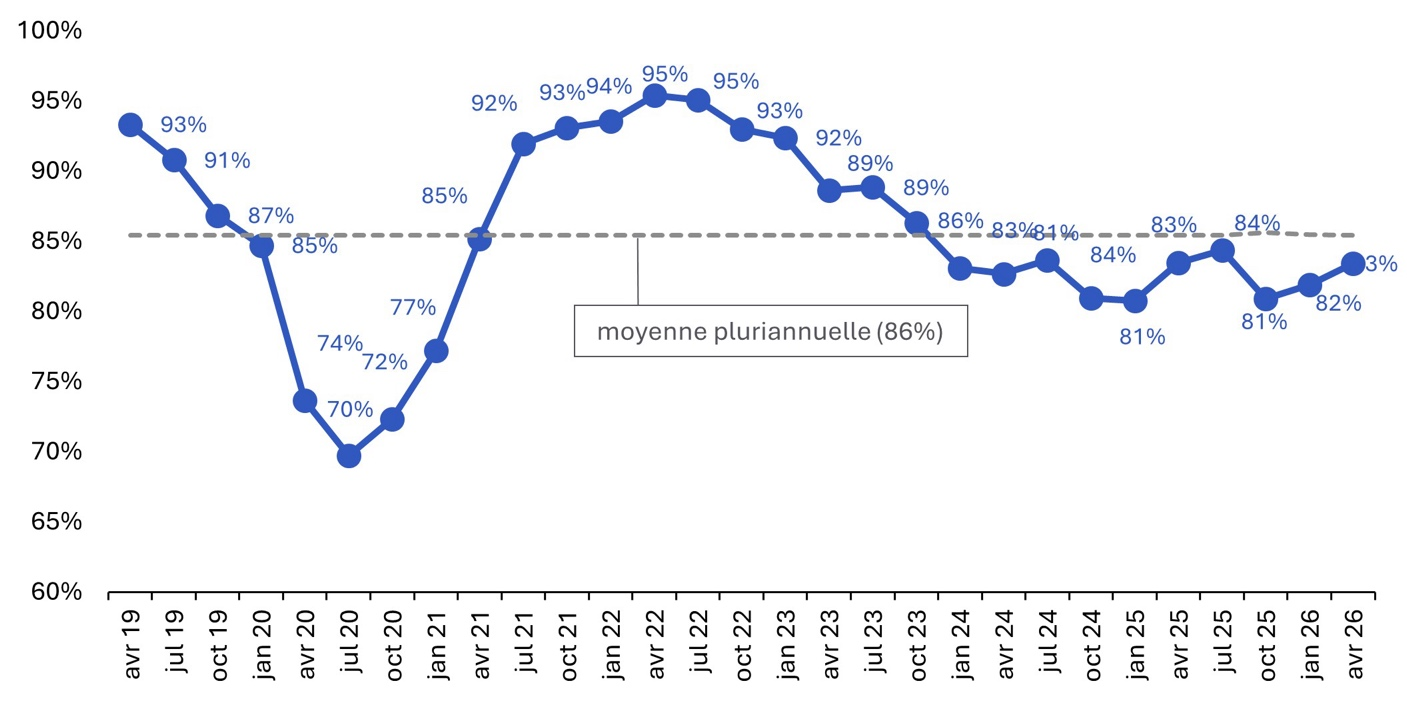 100%
95%
90%
85%
80%
75%
70%
65%
60%
93%
91%
87%
85%
74%
70%
72%
77%
85%
92%
93%
94%
95%
95%
93%
92%
89%
89%
86%
83%
81%
84%
81%
83%
84%
81%
82%
3%
moyenne pluriannuelle (86%)
avr 19
jul 19
oct 19
jan 20
avr 20
jul 20
oct 20
jan 21
avr 21
jul 21
oct 21
jan 22
avr 22
jul 22
oct 22
jan 23
avr 23
jul 23
oct 23
jan 24
avr 24
jul 24
oct 24
jan 25
avr 25
jul 25
oct 25
jan 26
avr 26